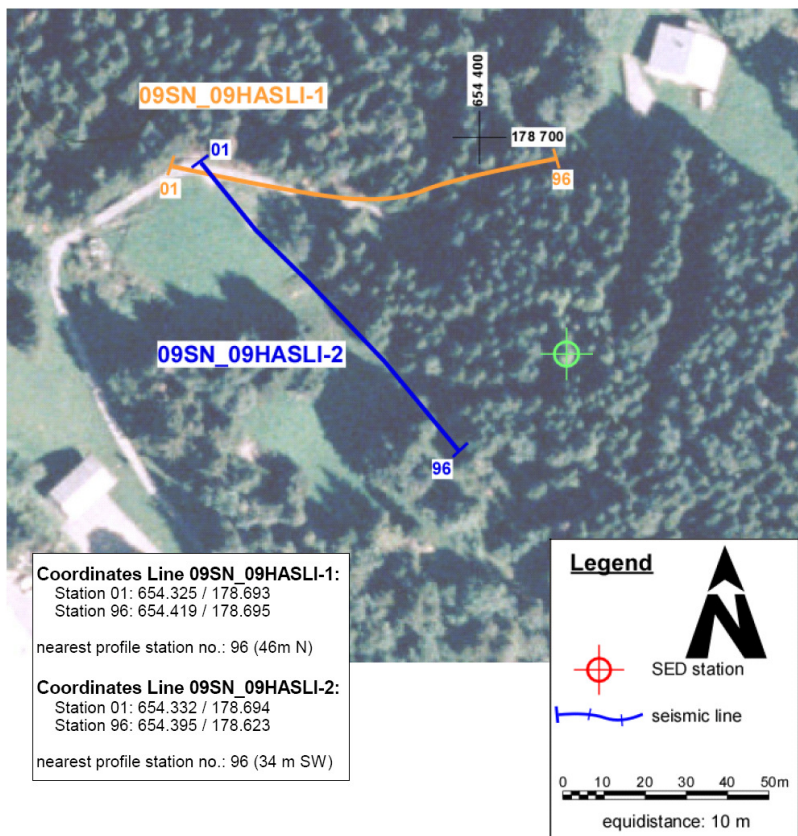 09SN_09HASLI-1
654 400
178 700
01
01
96
09SN_09HASLI-2
96
Coordinates Line 09SN_09HASLI-1:
Station 01: 654.325 / 178.693
Station 96: 654.419 / 178.695
nearest profile station no.: 96 (46m N)
Coordinates Line 09SN_09HASLI-2:
Station 01: 654.332 / 178.694
Station 96: 654.395 / 178.623
nearest profile station no.: 96 (34 m SW)
Legend
N
SED station
seismic line
0 10 20 30 40 50m
equidistance: 10 m